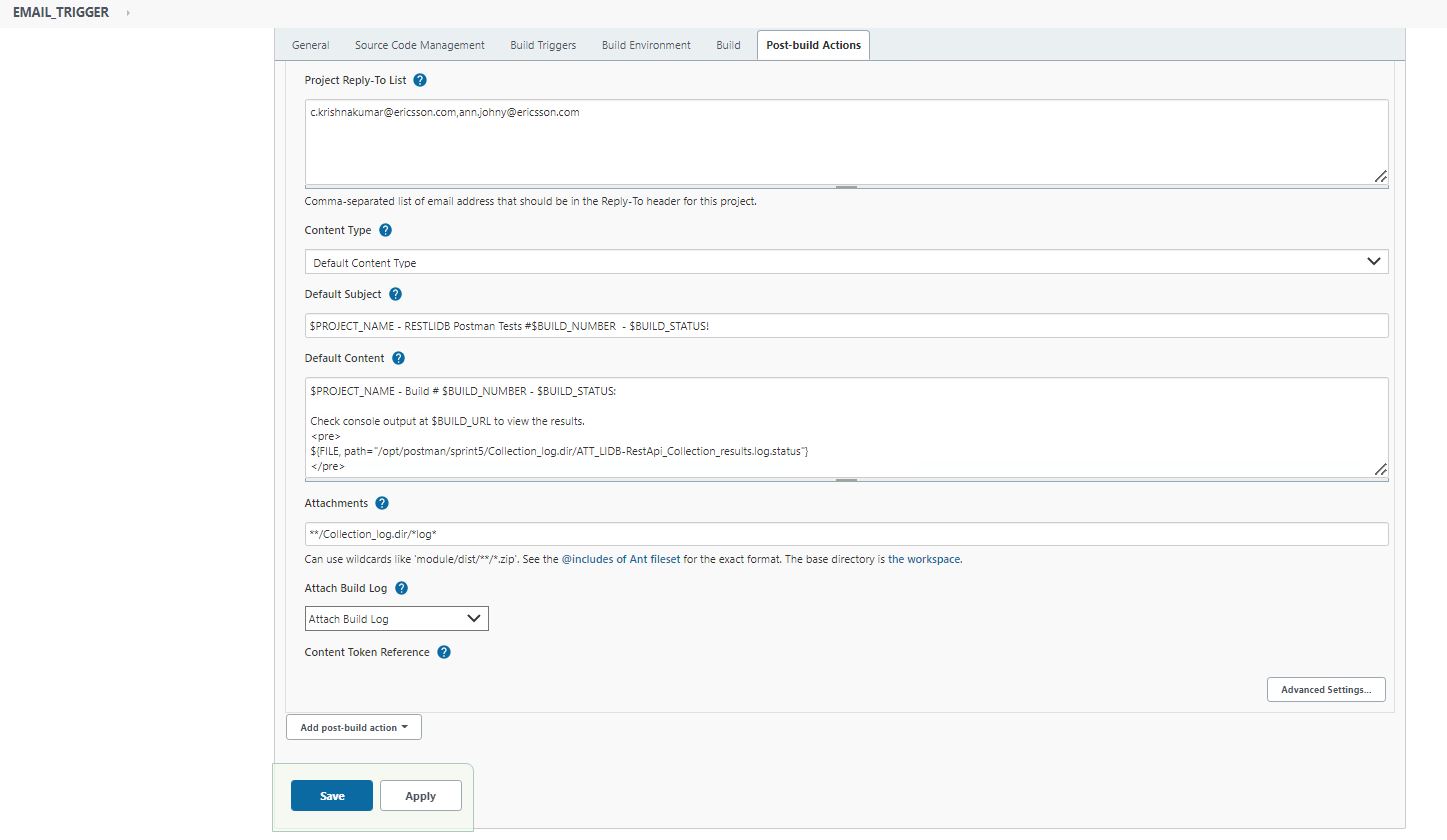 EMAIL_TRIGGER
General Source Code Management Build Triggers Build Environment Build Post-build Actions
Project Reply-To List ?
c.krishnakumar@ericsson.com,ann.johny@ericsson.com
Comma-separated list of email address that should be in the Reply-To header for this project.
Content Type ?
Default Content Type
Default Subject ?
$PROJECT_NAME - RESTLIDB Postman Tests #$BUILD_NUMBER  - $BUILD_STATUS!
Default Content ?
$PROJECT_NAME - Build # $BUILD_NUMBER - $BUILD_STATUS:
Check console output at $BUILD_URL to view the results.
<pre>
${FILE, path="/opt/postman/sprint5/Collection_log.dir/ATT_LIDB-RestApi_Collection_results.log.status"}
</pre>
Attachments ?
**/Collection_log.dir/*log*
Can use wildcards like 'module/dist/**/*.zip'. See the @includes of Ant fileset for the exact format. The base directory is the workspace.
Attach Build Log ?
Attach Build Log
Content Token Reference ?
Advanced Settings...
Add post-build action
Save Apply